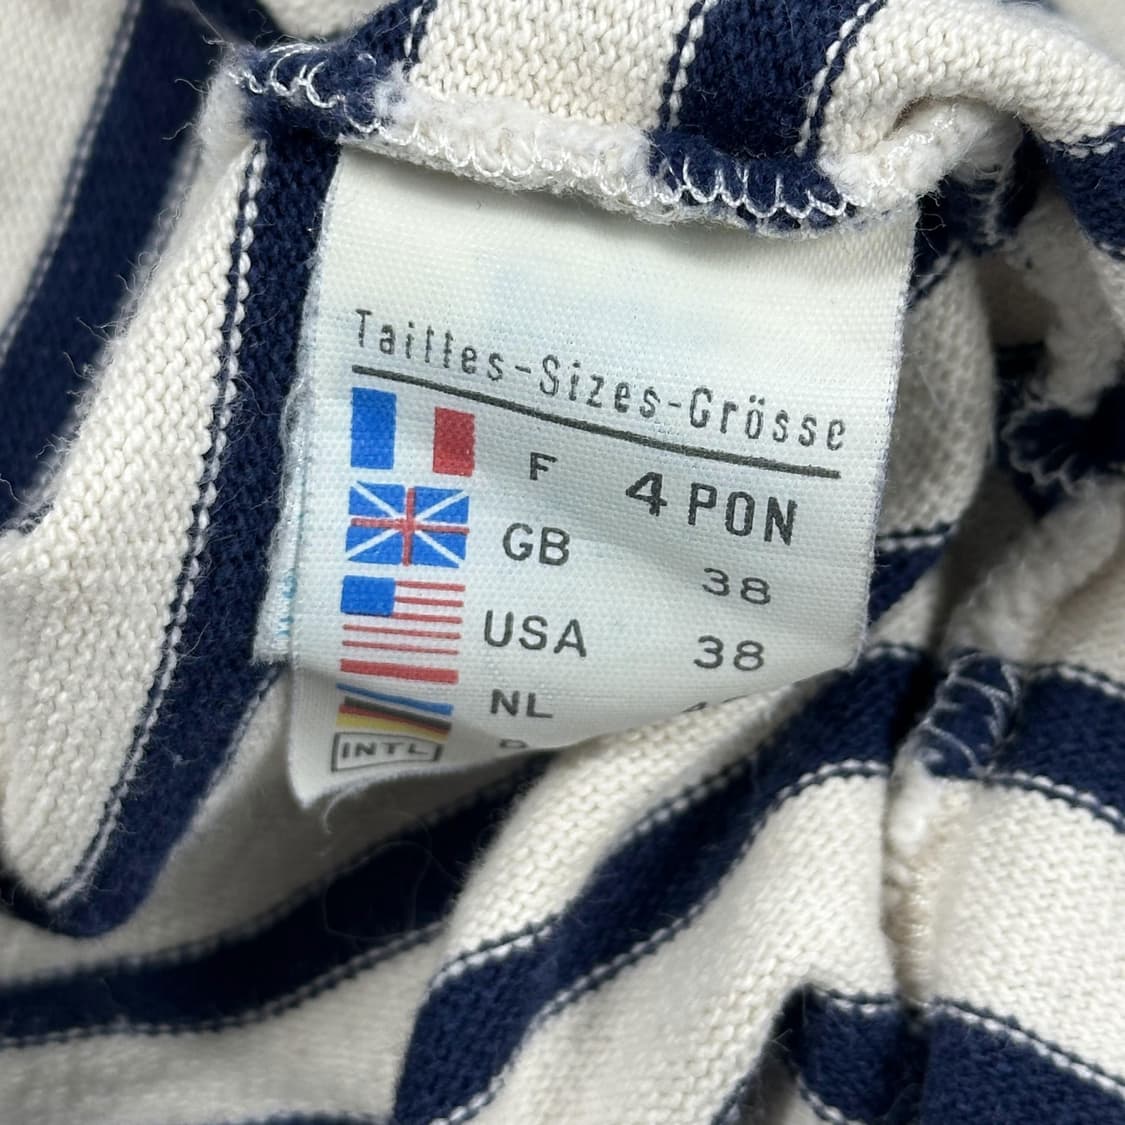 Tailles-Sizes-Grösse
F 4 PON
GB 38
USA 38
NL
INTL